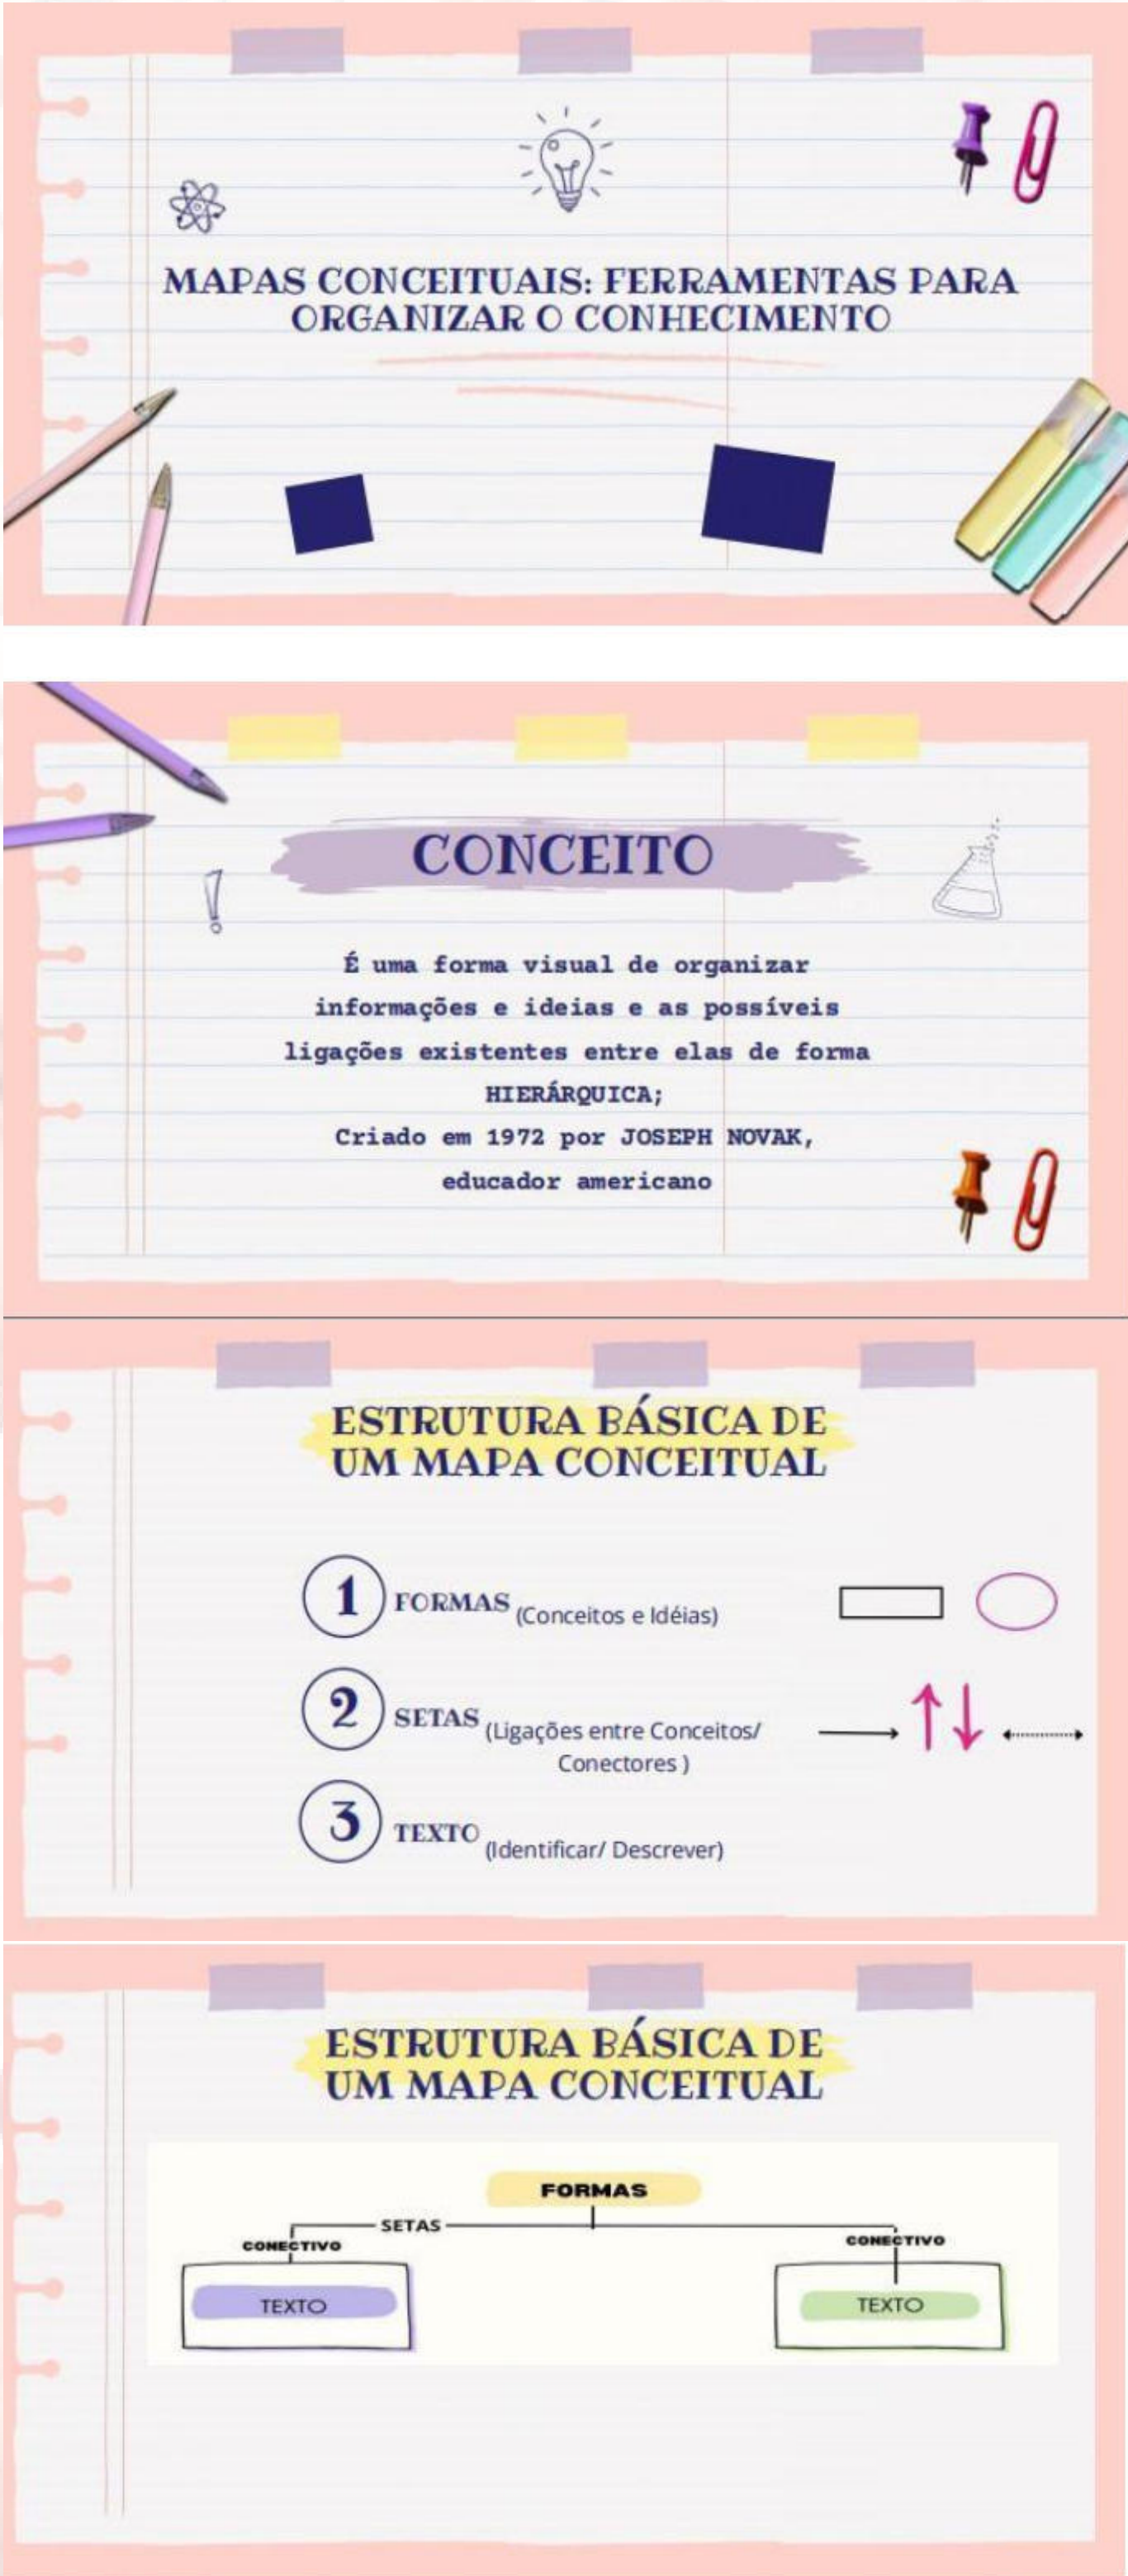 MAPAS CONCEITUAIS: FERRAMENTAS PARA
ORGANIZAR O CONHECIMENTO
CONCEITO
É uma forma visual de organizar
informações e ideias e as possíveis
ligações existentes entre elas de forma
HIERÁRQUICA;
Criado em 1972 por JOSEPH NOVAK,
educador americano
ESTRUTURA BÁSICA DE
UM MAPA CONCEITUAL
1 FORMAS (Conceitos e Idéias)
2 SETAS (Ligações entre Conceitos/
Conectores )
3 TEXTO (Identificar/ Descrever)
ESTRUTURA BÁSICA DE
UM MAPA CONCEITUAL
FORMAS
SETAS
CONECTIVO
CONECTIVO
TEXTO
TEXTO